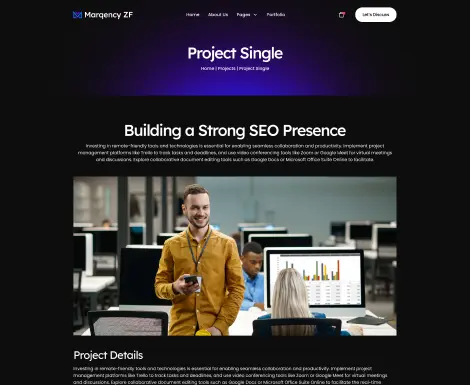 Marqency ZF
Home About Us Pages Portfolio
Let's Discuss
Project Single
Home | Projects | Project Single
Building a Strong SEO Presence
Investing in remote-friendly tools and technologies is essential for enabling seamless collaboration and productivity. Implement project
management platforms like Trello to track tasks and deadlines, and use video conferencing tools like Zoom or Google Meet for virtual meetings
and discussions. Explore collaborative document editing tools such as Google Docs or Microsoft Office Suite Online to facilitate.
Project Details
Investing in remote-friendly tools and technologies is essential for enabling seamless collaboration and productivity. Implement project
management platforms like Trello to track tasks and deadlines, and use video conferencing tools like Zoom or Google Meet for virtual meetings
and discussions. Explore collaborative document editing tools such as Google Docs or Microsoft Office Suite Online to facilitate the real-time